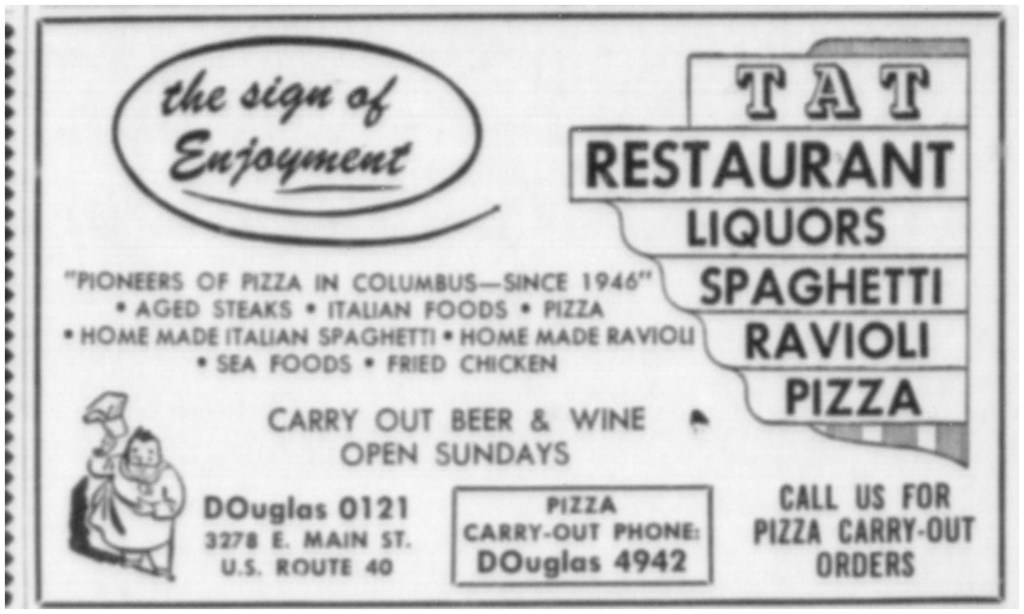 the sign of
Enjoyment
TAT
RESTAURANT
LIQUORS
SPAGHETTI
RAVIOLI
PIZZA
"PIONEERS OF PIZZA IN COLUMBUS—SINCE 1946"
• AGED STEAKS • ITALIAN FOODS • PIZZA
• HOME MADE ITALIAN SPAGHETTI • HOME MADE RAVIOLI
• SEA FOODS • FRIED CHICKEN
CARRY OUT BEER & WINE
OPEN SUNDAYS
DOuglas 0121
3278 E. MAIN ST.
U.S. ROUTE 40
PIZZA
CARRY-OUT PHONE:
DOuglas 4942
CALL US FOR
PIZZA CARRY-OUT
ORDERS